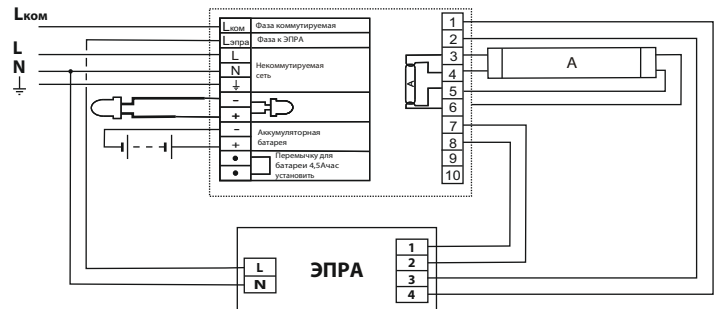 Lком
L
N
Lком Фаза коммутируемая
Lэпра Фаза к ЭПРА
L
N Некоммутируемая
сеть
–
+
– Аккумуляторная
+ батарея
Перемычку для
батареи 4,5Ачас
установить
1
2
3
4
5
6
7
8
9
10
A
A
L
N
ЭПРА
1
2
3
4